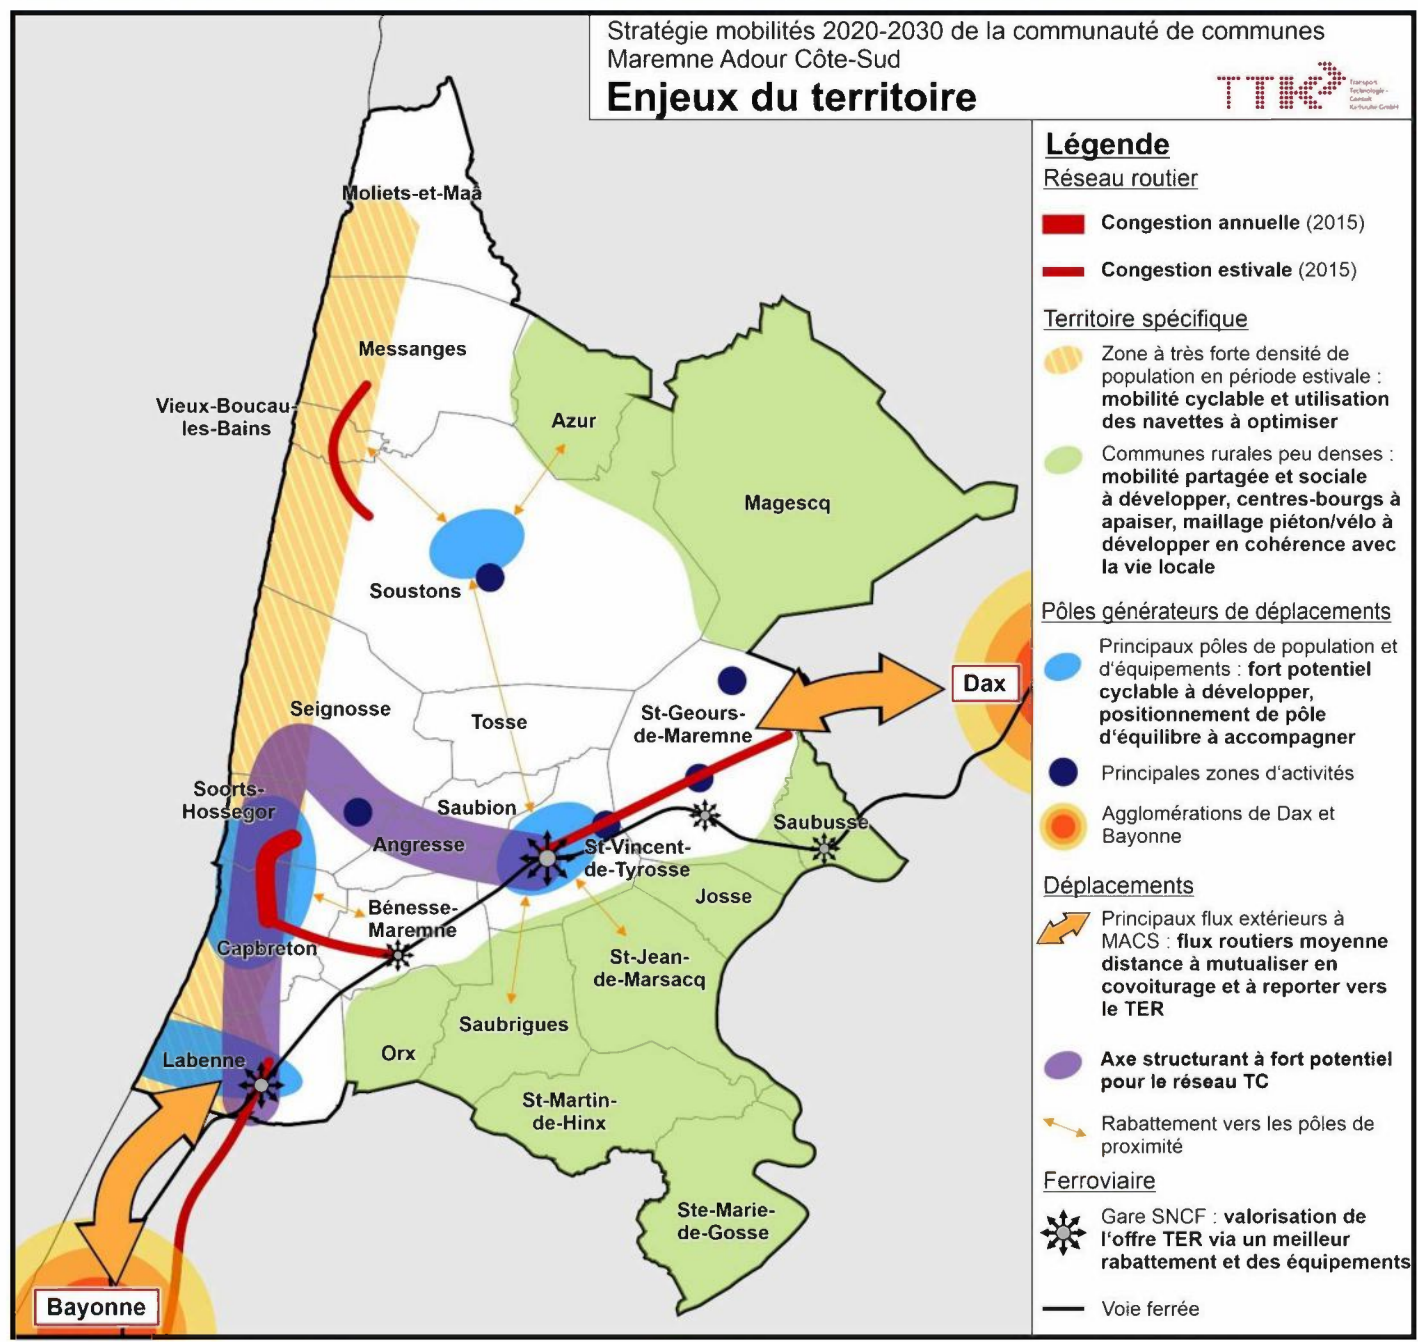 Stratégie mobilités 2020-2030 de la communauté de communes
Maremne Adour Côte-Sud
Enjeux du territoire
TTK
Transport
Technologie-
Consult
Karlsruhe GmbH
Légende
Réseau routier
Congestion annuelle (2015)
Congestion estivale (2015)
Territoire spécifique
Zone à très forte densité de
population en période estivale :
mobilité cyclable et utilisation
des navettes à optimiser
Communes rurales peu denses :
mobilité partagée et sociale
à développer, centres-bourgs à
apaiser, maillage piéton/vélo à
développer en cohérence avec
la vie locale
Pôles générateurs de déplacements
Principaux pôles de population et
d'équipements : fort potentiel
cyclable à développer,
positionnement de pôle
d'équilibre à accompagner
Principales zones d'activités
Agglomérations de Dax et
Bayonne
Déplacements
Principaux flux extérieurs à
MACS : flux routiers moyenne
distance à mutualiser en
covoiturage et à reporter vers
le TER
Axe structurant à fort potentiel
pour le réseau TC
Rabattement vers les pôles de
proximité
Ferroviaire
Gare SNCF : valorisation de
l'offre TER via un meilleur
rabattement et des équipements
Voie ferrée
Moliets-et-Maâ
Messanges
Vieux-Boucau-
les-Bains
Azur
Magescq
Soustons
Dax
Seignosse
Tosse
St-Geours-
de-Maremne
Soorts-
Hossegor
Saubion
Saubusse
Angresse
St-Vincent-
de-Tyrosse
Josse
Bénesse-
Maremne
Capbreton
St-Jean-
de-Marsacq
Saubrigues
Orx
Labenne
St-Martin-
de-Hinx
Ste-Marie-
de-Gosse
Bayonne